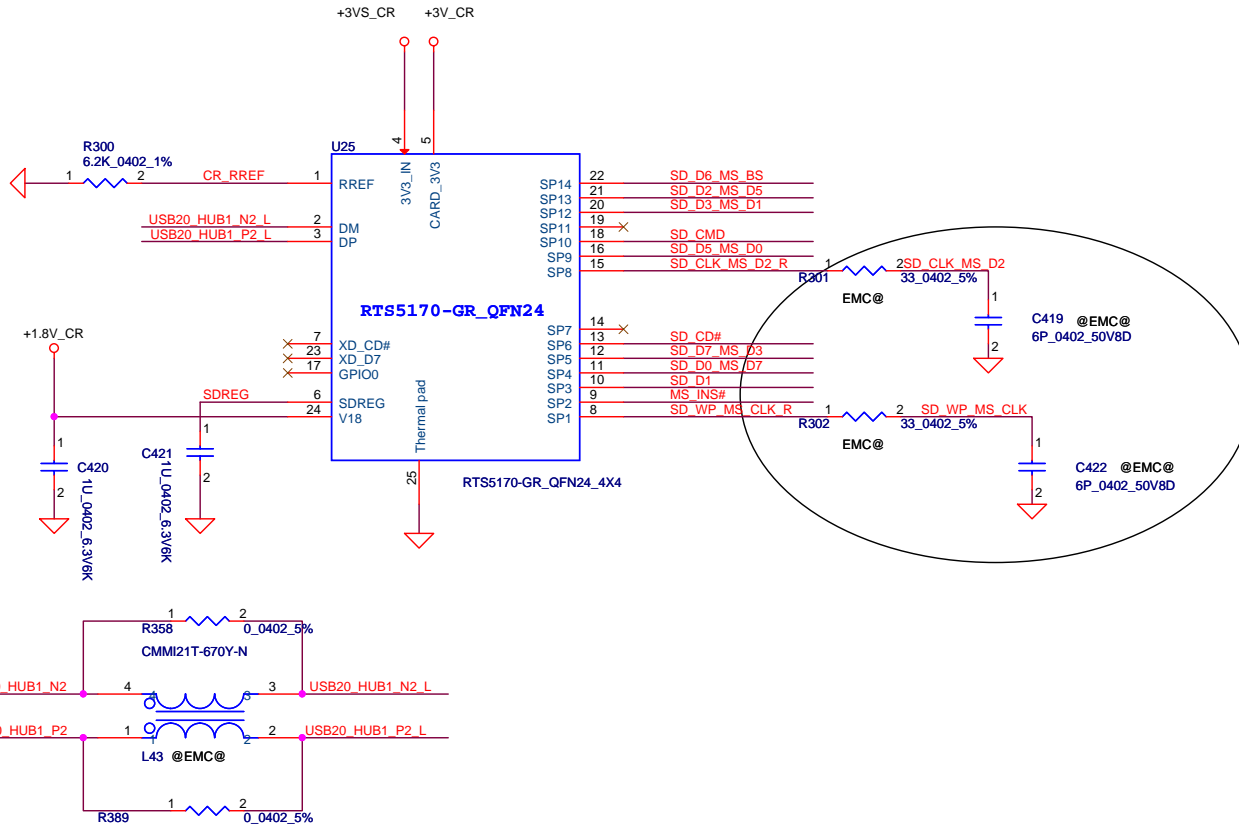 +3VS_CR
+3V_CR
R300
6.2K_0402_1%
1
2
CR_RREF
1
RREF
U25
4
5
3V3_IN
CARD_3V3
USB20_HUB1_N2_L
2
DM
USB20_HUB1_P2_L
3
DP
SP14
22
SD_D6_MS_BS
SP13
21
SD_D2_MS_D5
SP12
20
SD_D3_MS_D1
SP11
19
SP10
18
SD_CMD
SP9
16
SD_D5_MS_D0
SP8
15
SD_CLK_MS_D2_R
1
R301
2
SD_CLK_MS_D2
33_0402_5%
EMC@
1
C419 @EMC@
6P_0402_50V8D
2
RTS5170-GR_QFN24
+1.8V_CR
7
XD_CD#
23
XD_D7
17
GPIO0
SDREG
6
SDREG
24
V18
Thermal pad
25
SP7
14
SP6
13
SD_CD#
SP5
12
SD_D7_MS_D3
SP4
11
SD_D0_MS_D7
SP3
10
SD_D1
SP2
9
MS_INS#
SP1
8
SD_WP_MS_CLK_R
1
R302
2
SD_WP_MS_CLK
33_0402_5%
EMC@
1
C422 @EMC@
6P_0402_50V8D
2
1
C420
1U_0402_6.3V6K
2
1
C421
1U_0402_6.3V6K
2
RTS5170-GR_QFN24_4X4
1
2
R358
0_0402_5%
CMMI21T-670Y-N
_HUB1_N2
4
4
3
3
USB20_HUB1_N2_L
_HUB1_P2
1
1
2
2
USB20_HUB1_P2_L
L43 @EMC@
1
2
R389
0_0402_5%